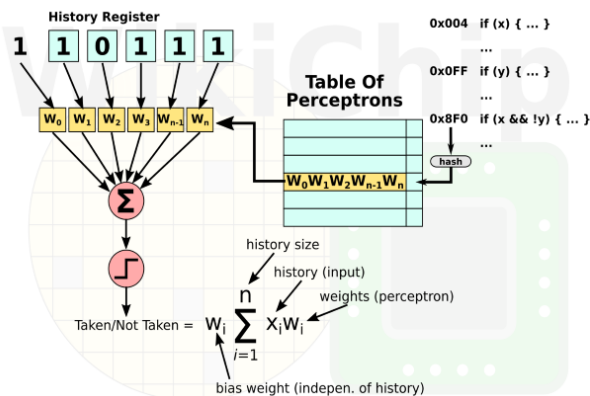 WikiChip
History Register
1 1 0 1 1 1
W0 W1 W2 W3 Wn-1 Wn
Σ
Table Of
Perceptrons
W0W1W2Wn-1Wn
0x004 if (x) { ... }
...
0x0FF if (y) { ... }
...
0x8F0 if (x && !y) { ... }
hash
...
history size
history (input)
weights (perceptron)
n
Taken/Not Taken = wi Σ xiwi
i=1
bias weight (indepen. of history)